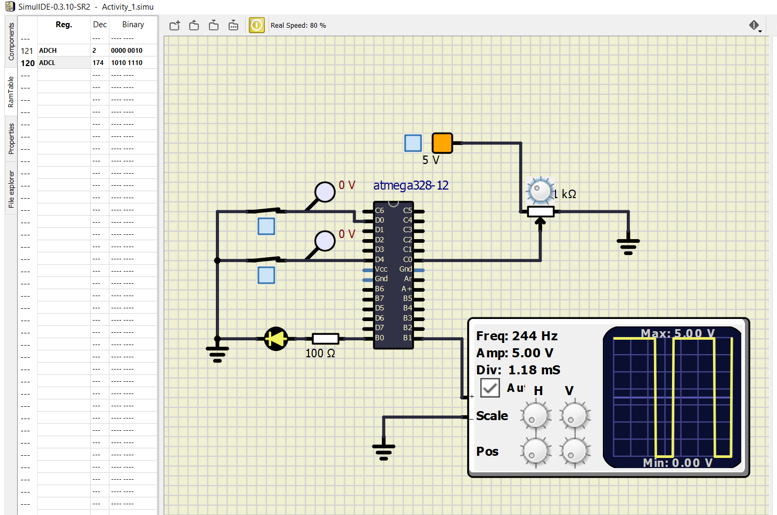 SimulIDE-0.3.10-SR2 - Activity_1.simu
Components
RamTable
Properties
File explorer
Reg. Dec Binary
--- --- ---- ----
121 ADCH 2 0000 0010
120 ADCL 174 1010 1110
--- --- ---- ----
Real Speed: 80 %
5 V
1 kΩ
0 V
0 V
atmega328-12
C6 C5
D0 C4
D1 C3
D2 C2
D3 C1
D4 C0
Vcc Gnd
Gnd Ar
B6 A+
B7 B5
D5 B4
D6 B3
D7 B2
B0 B1
100 Ω
Freq: 244 Hz
Amp: 5.00 V
Div: 1.18 mS
Au
H V
Scale
Pos
+
-
Max: 5.00 V
Min: 0.00 V